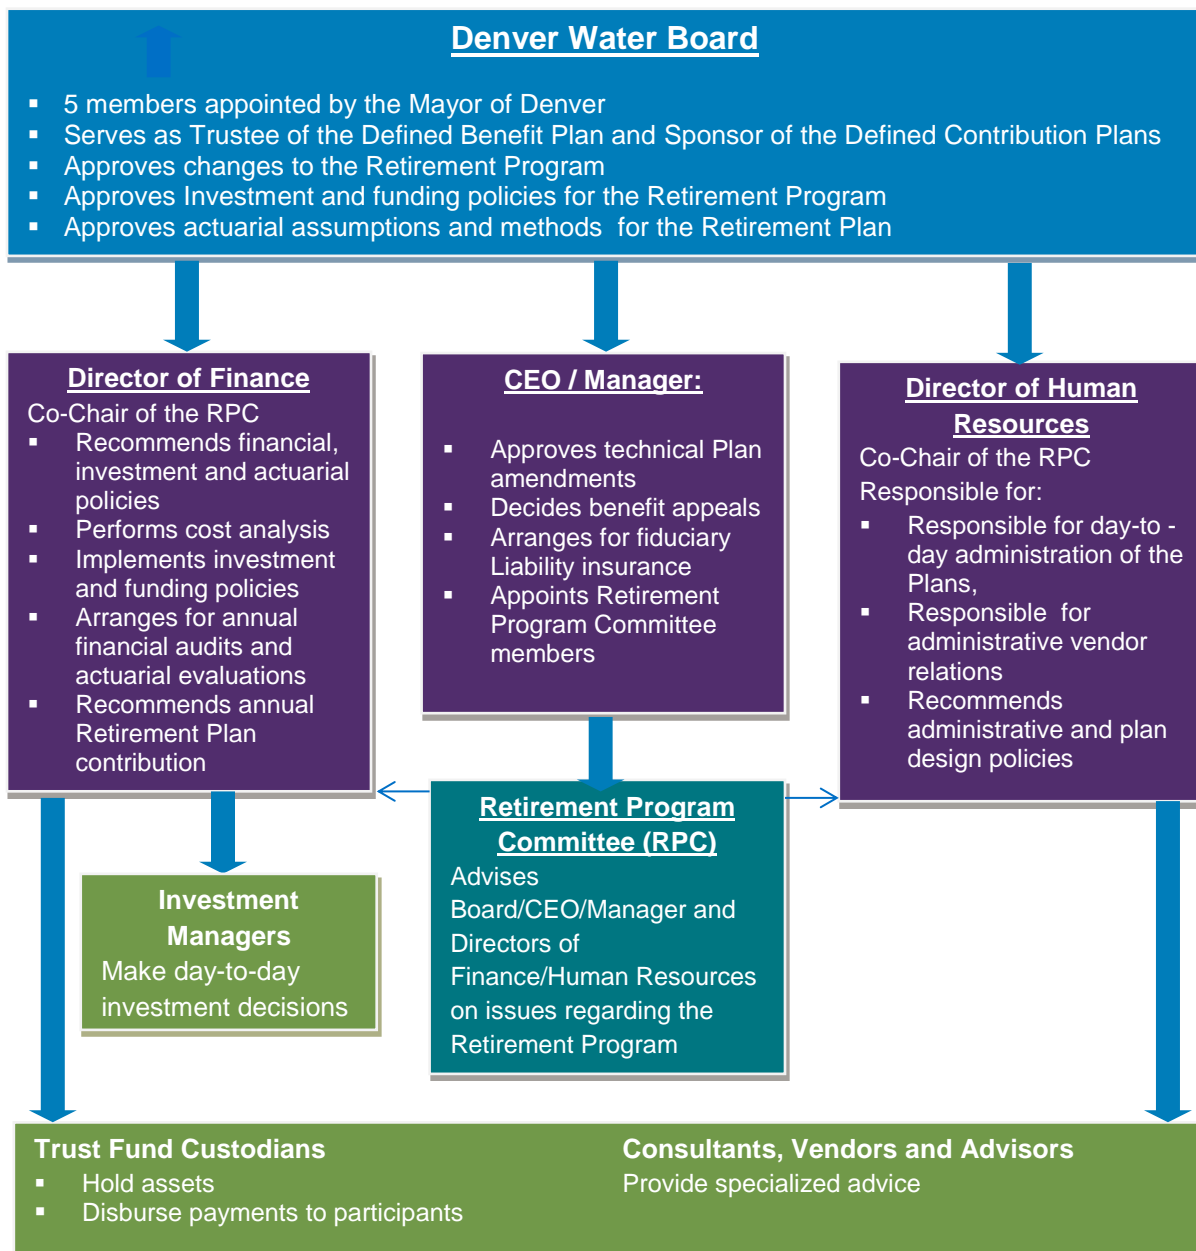 Denver Water Board
▪ 5 members appointed by the Mayor of Denver
▪ Serves as Trustee of the Defined Benefit Plan and Sponsor of the Defined Contribution Plans
▪ Approves changes to the Retirement Program
▪ Approves Investment and funding policies for the Retirement Program
▪ Approves actuarial assumptions and methods  for the Retirement Plan
Director of Finance
Co-Chair of the RPC
▪ Recommends financial,
investment and actuarial
policies
▪ Performs cost analysis
▪ Implements investment
and funding policies
▪ Arranges for annual
financial audits and
actuarial evaluations
▪ Recommends annual
Retirement Plan
contribution
CEO / Manager:
▪ Approves technical Plan
amendments
▪ Decides benefit appeals
▪ Arranges for fiduciary
Liability insurance
▪ Appoints Retirement
Program Committee
members
Director of Human
Resources
Co-Chair of the RPC
Responsible for:
▪ Responsible for day-to -
day administration of the
Plans,
▪ Responsible  for
administrative vendor
relations
▪ Recommends
administrative and plan
design policies
Retirement Program
Committee (RPC)
Advises
Board/CEO/Manager and
Directors of
Finance/Human Resources
on issues regarding the
Retirement Program
Investment
Managers
Make day-to-day
investment decisions
Trust Fund Custodians
▪ Hold assets
▪ Disburse payments to participants
Consultants, Vendors and Advisors
Provide specialized advice